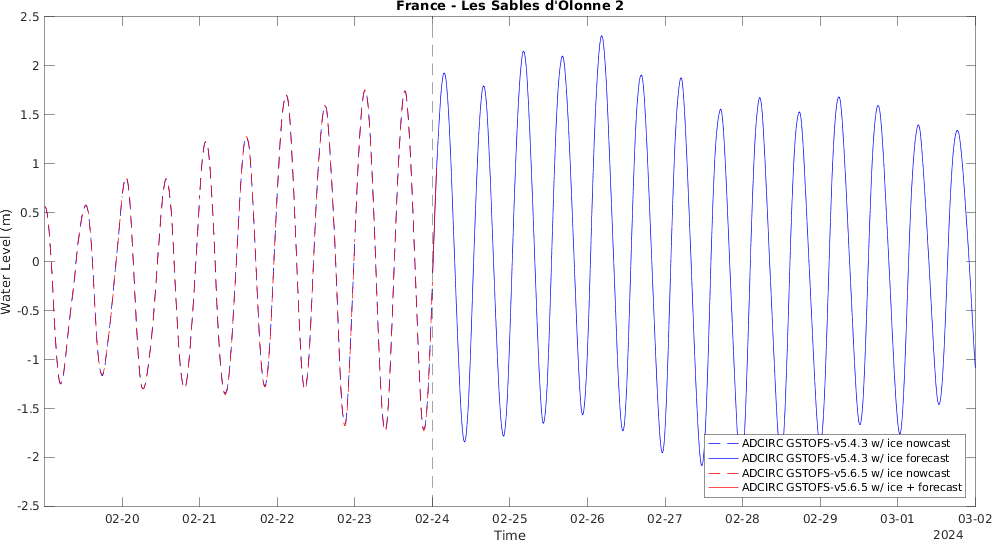 France - Les Sables d'Olonne 2
2.5
2
1.5
1
0.5
0
-0.5
-1
-1.5
-2
-2.5
Water Level (m)
ADCIRC GSTOFS-v5.4.3 w/ ice nowcast
ADCIRC GSTOFS-v5.4.3 w/ ice forecast
ADCIRC GSTOFS-v5.6.5 w/ ice nowcast
ADCIRC GSTOFS-v5.6.5 w/ ice + forecast
02-20 02-21 02-22 02-23 02-24 02-25 02-26 02-27 02-28 02-29 03-01 03-02
Time
2024